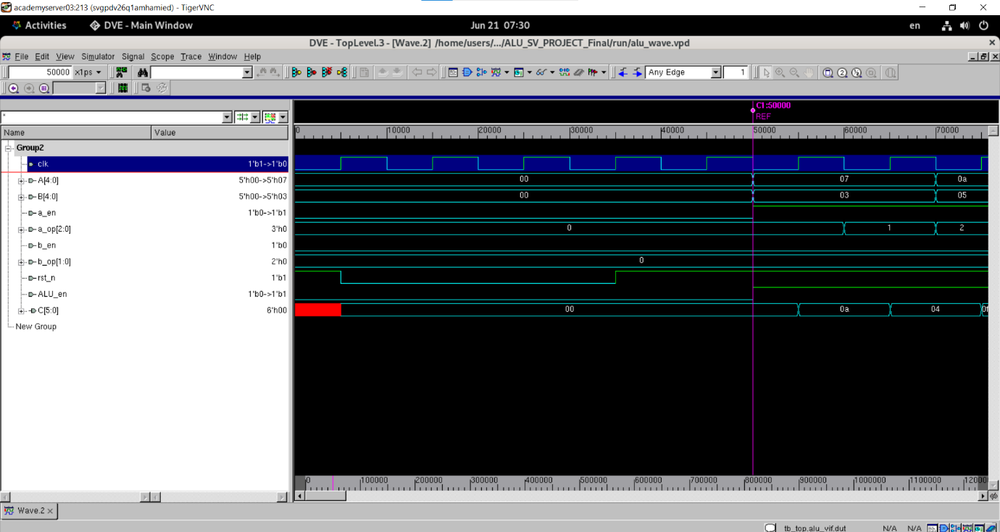 academyserver03:213 (svgpdv26q1amhamied) - TigerVNC
Activities DVE - Main Window Jun 21 07:30 en
DVE - TopLevel.3 - [Wave.2] /home/users/.../ALU_SV_PROJECT_Final/run/alu_wave.vpd
File Edit View Simulator Signal Scope Trace Window Help
50000 x1ps Any Edge 1
C1:50000
REF
*
Name Value
0 10000 20000 30000 40000 50000 60000 70000
Group2
clk 1'b1->1'b0
A[4:0] 5'h00->5'h07 00 07 0a
B[4:0] 5'h00->5'h03 00 03 05
a_en 1'b0->1'b1
a_op[2:0] 3'h0 0 1 2
b_en 1'b0
b_op[1:0] 2'h0 0
rst_n 1'b1
ALU_en 1'b0->1'b1
C[5:0] 6'h00 00 0a 04
New Group
0 100000 200000 300000 400000 500000 600000 700000 800000 900000 1000000 1100000 12000
Wave.2
tb_top.alu_vif.dut N/A N/A